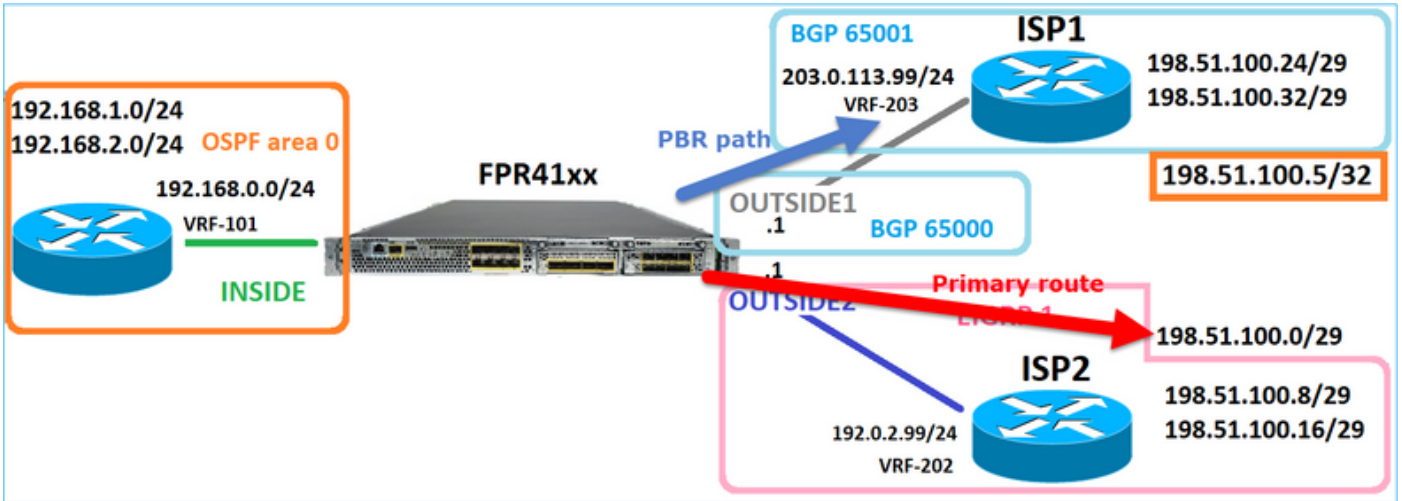 BGP 65001
ISP1
203.0.113.99/24
VRF-203
198.51.100.24/29
198.51.100.32/29
192.168.1.0/24
192.168.2.0/24
OSPF area 0
PBR path
192.168.0.0/24
VRF-101
FPR41xx
198.51.100.5/32
OUTSIDE1
.1
BGP 65000
INSIDE
.1
Primary route
OUTSIDE2
198.51.100.0/29
ISP2
198.51.100.8/29
198.51.100.16/29
192.0.2.99/24
VRF-202